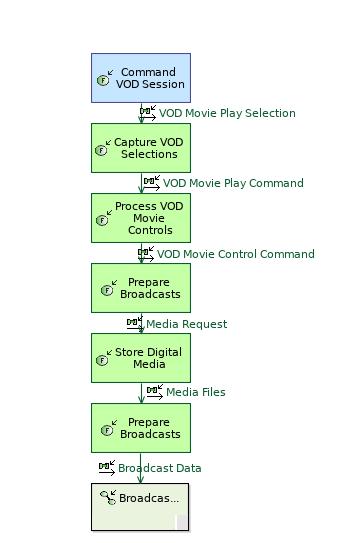 Command
VOD Session
VOD Movie Play Selection
Capture VOD
Selections
VOD Movie Play Command
Process VOD
Movie
Controls
VOD Movie Control Command
Prepare
Broadcasts
Media Request
Store Digital
Media
Media Files
Prepare
Broadcasts
Broadcast Data
Broadcas...